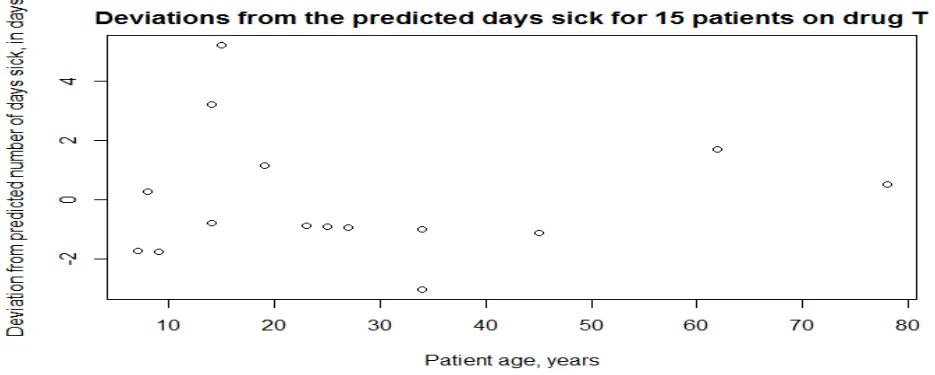 Deviations from the predicted days sick for 15 patients on drug T
Deviation from predicted number of days sick, in days
4
2
0
-2
10 20 30 40 50 60 70 80
Patient age, years